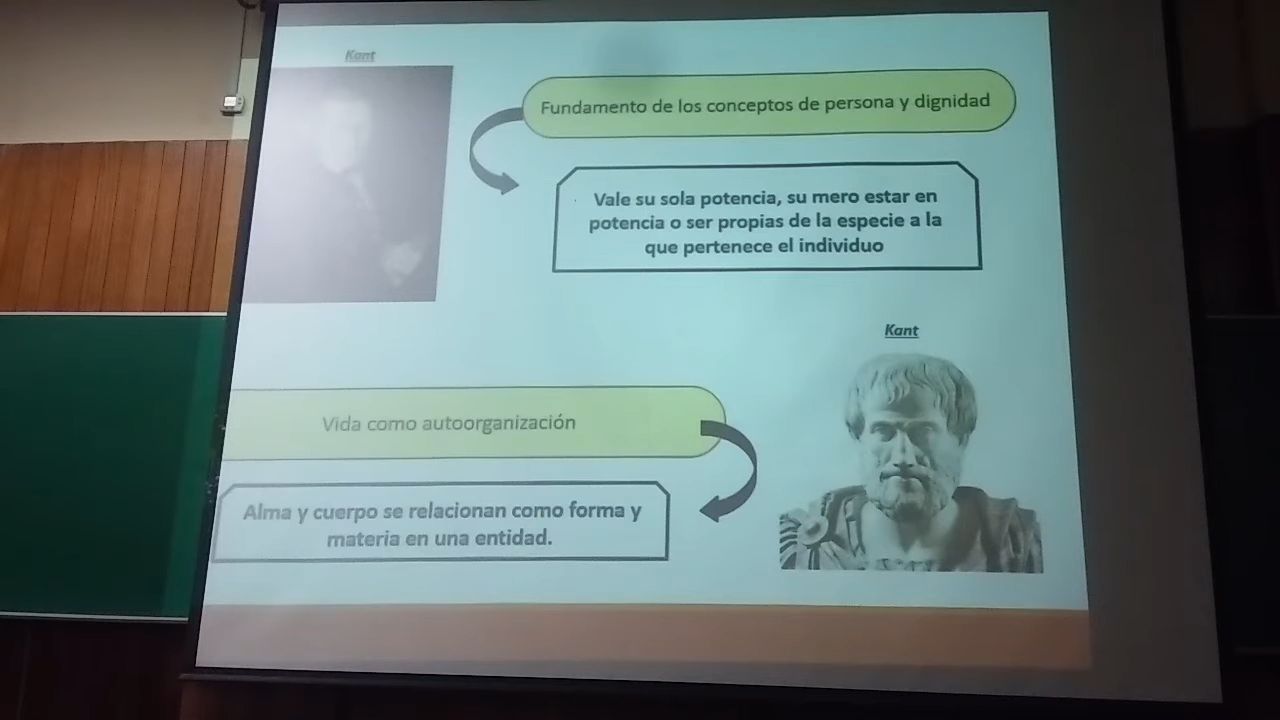 Kant
Fundamento de los conceptos de persona y dignidad
Vale su sola potencia, su mero estar en
potencia o ser propias de la especie a la
que pertenece el individuo
Kant
Vida como autoorganización
Alma y cuerpo se relacionan como forma y
materia en una entidad.